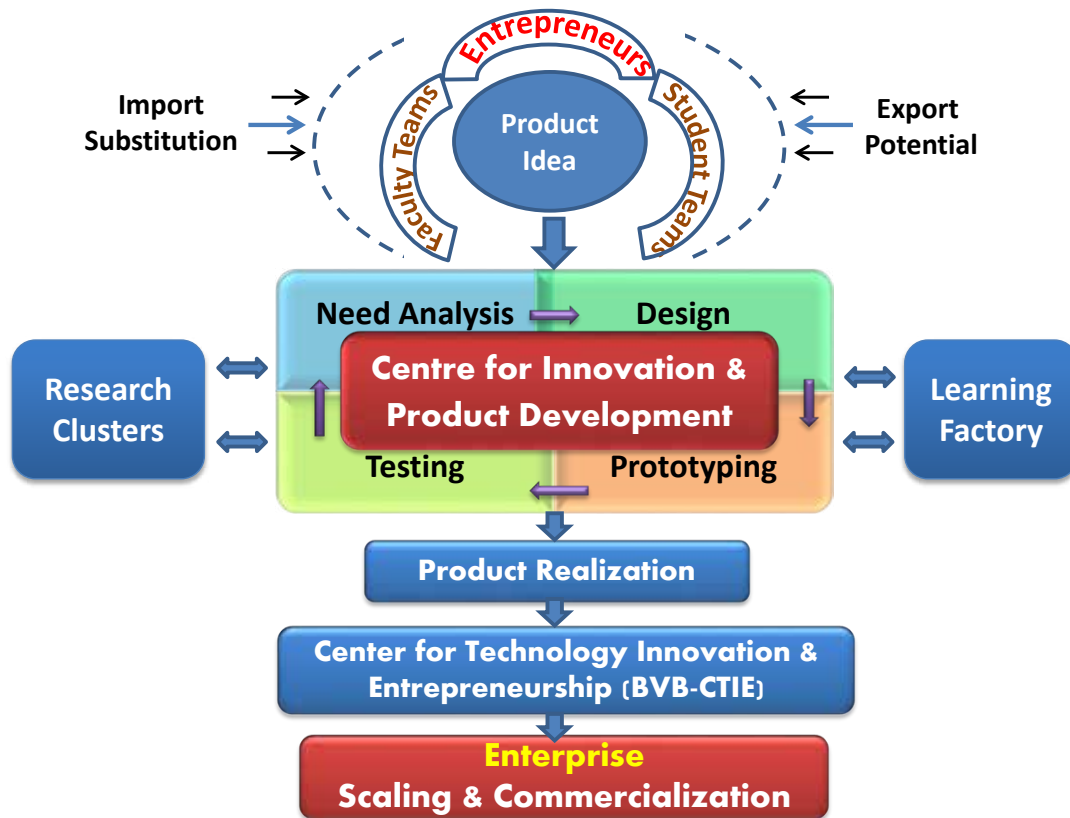 Entrepreneurs
Faculty Teams
Student Teams
Import
Substitution
Product
Idea
Export
Potential
Need Analysis
Design
Research
Clusters
Centre for Innovation &
Product Development
Learning
Factory
Testing
Prototyping
Product Realization
Center for Technology Innovation &
Entrepreneurship (BVB-CTIE)
Enterprise
Scaling & Commercialization